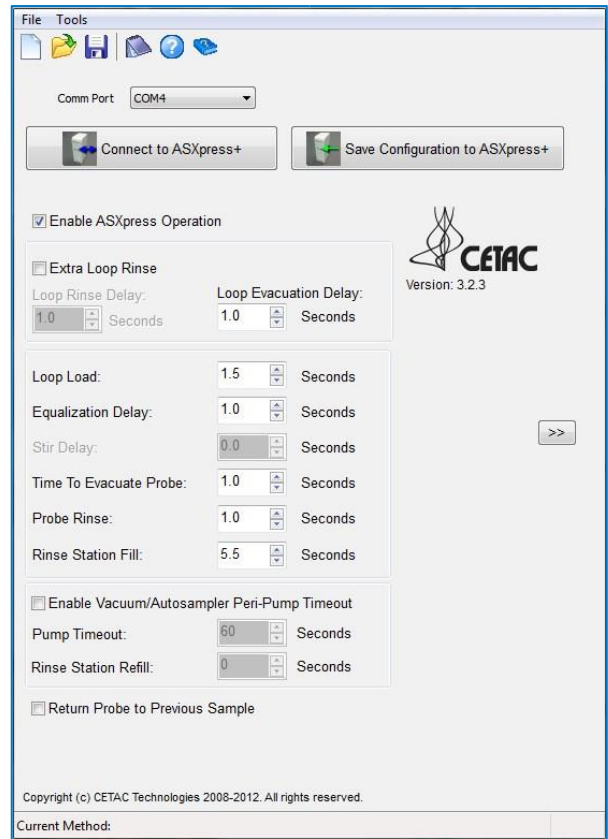 File Tools
Comm Port COM4
Connect to ASXpress+ Save Configuration to ASXpress+
Enable ASXpress Operation
CETAC
Version: 3.2.3
Extra Loop Rinse
Loop Rinse Delay: Loop Evacuation Delay:
1.0 Seconds 1.0 Seconds
Loop Load: 1.5 Seconds
Equalization Delay: 1.0 Seconds
>>
Stir Delay: 0.0 Seconds
Time To Evacuate Probe: 1.0 Seconds
Probe Rinse: 1.0 Seconds
Rinse Station Fill: 5.5 Seconds
Enable Vacuum/Autosampler Peri-Pump Timeout
Pump Timeout: 60 Seconds
Rinse Station Refill: 0 Seconds
Return Probe to Previous Sample
Copyright (c) CETAC Technologies 2008-2012. All rights reserved.
Current Method: